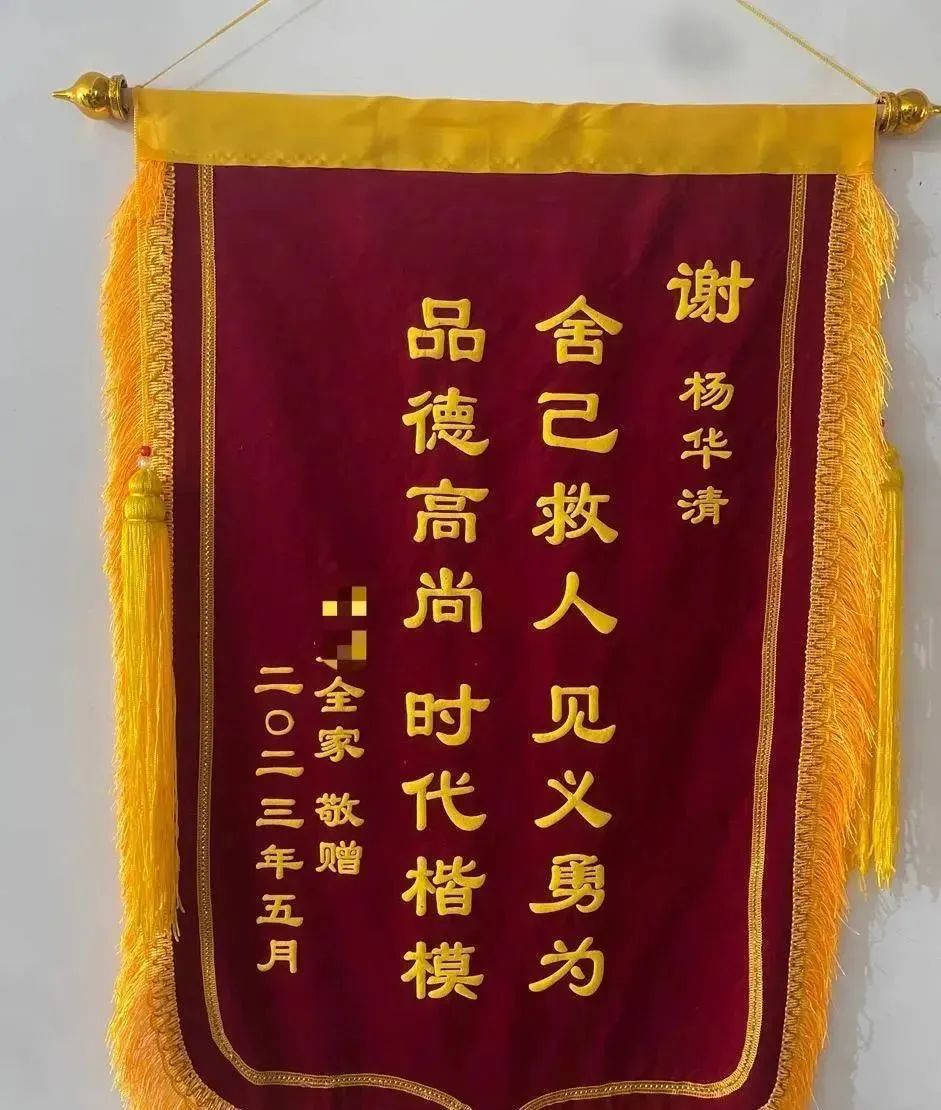 谢 杨华清
舍己救人 见义勇为
品德高尚 时代楷模
全家 敬赠
二〇二三年五月